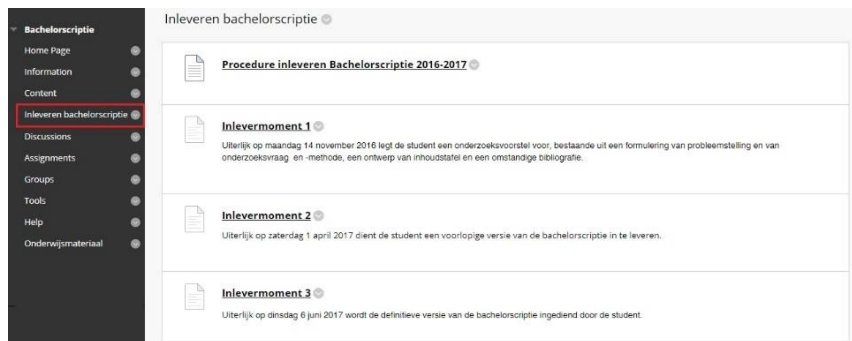 Bachelorscriptie
Home Page
Information
Content
Inleveren bachelorscriptie
Discussions
Assignments
Groups
Tools
Help
Onderwijsmateriaal
Inleveren bachelorscriptie
Procedure inleveren Bachelorscriptie 2016-2017
Inlevermoment 1
Uiterlijk op maandag 14 november 2016 legt de student een onderzoeksvoorstel voor, bestaande uit een formulering van probleemstelling en van
onderzoeksvraag en -methode, een ontwerp van inhoudstafel en een omstandige bibliografie.
Inlevermoment 2
Uiterlijk op zaterdag 1 april 2017 dient de student een voorlopige versie van de bachelorscriptie in te leveren.
Inlevermoment 3
Uiterlijk op dinsdag 6 juni 2017 wordt de definitieve versie van de bachelorscriptie ingediend door de student.